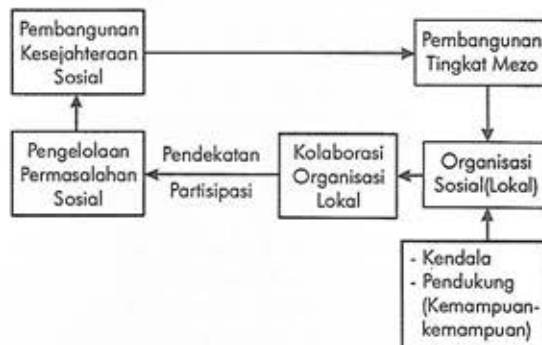 Pembangunan
Kesejahteraan
Sosial
Pembangunan
Tingkat Mezo
Pengelolaan
Permasalahan
Sosial
Pendekatan
Partisipasi
Kolaborasi
Organisasi
Lokal
Organisasi
Sosial(Lokal)
- Kendala
- Pendukung
(Kemampuan-
kemampuan)